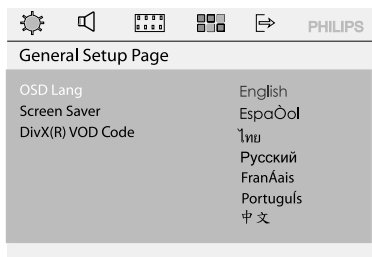 PHILIPS
General Setup Page
OSD Lang
Screen Saver
DivX(R) VOD Code
English
EspaÒol
ไทย
Русский
FranÁais
PortuguÍs
中文